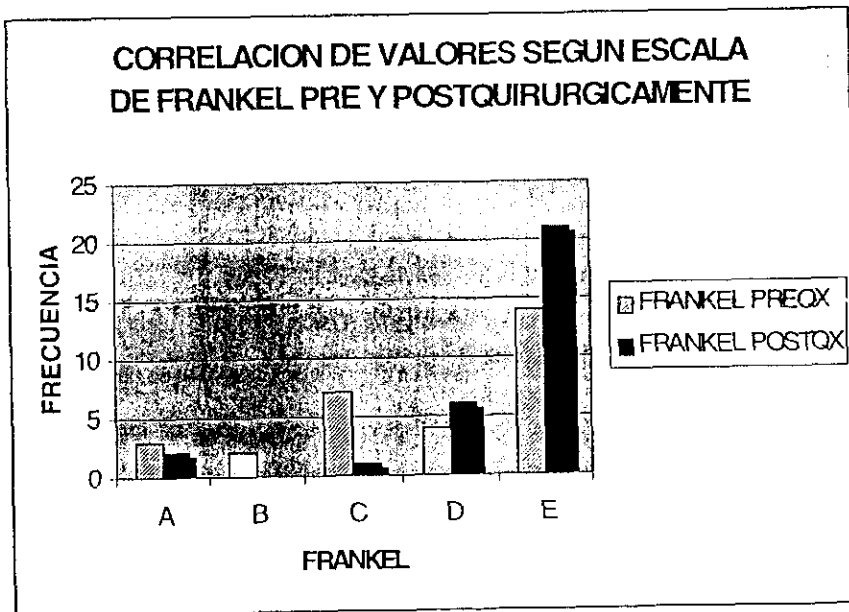 CORRELACION DE VALORES SEGUN ESCALA
DE FRANKEL PRE Y POSTQUIRURGICAMENTE
25
20
15
10
5
0
FRECUENCIA
A B C D E
FRANKEL
FRANKEL PREQX
FRANKEL POSTQX